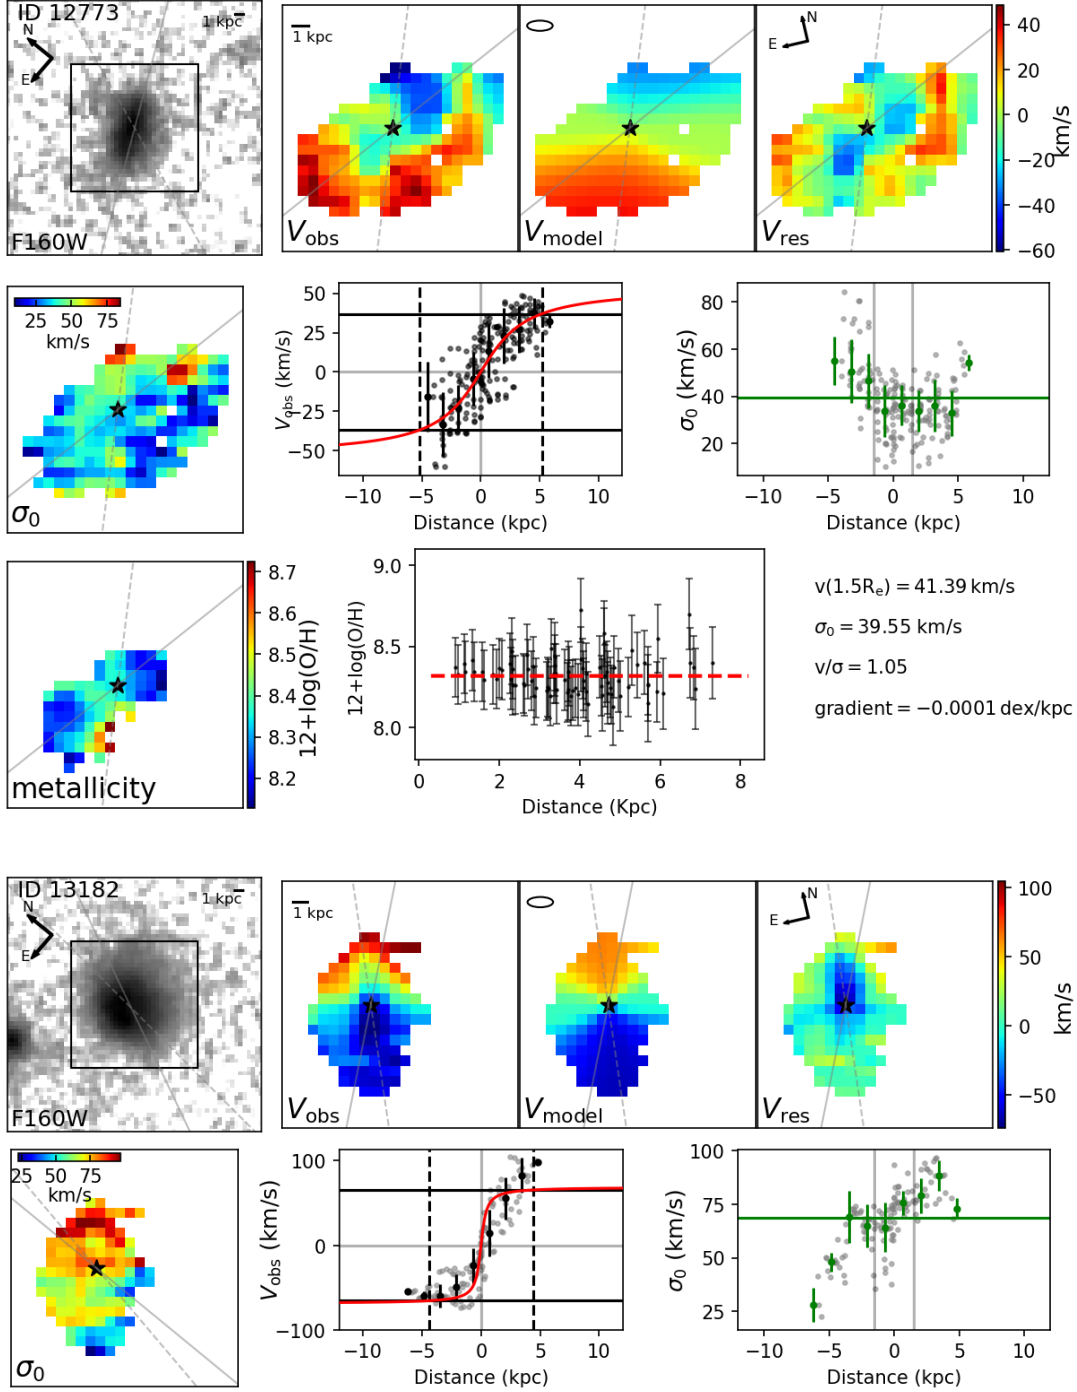 ID 12773
1 kpc
N
E
F160W
1 kpc
V_obs
V_model
N
E
V_res
40
20
0
−20
−40
−60
km/s
25 50 75
km/s
σ₀
50
25
0
−25
−50
V_obs (km/s)
−10 −5 0 5 10
Distance (kpc)
80
60
40
20
σ₀ (km/s)
−10 −5 0 5 10
Distance (kpc)
metallicity
8.7
8.6
8.5
8.4
8.3
8.2
12+log(O/H)
9.0
8.5
8.0
12+log(O/H)
0 2 4 6 8
Distance (Kpc)
v(1.5Rₑ) = 41.39 km/s
σ₀ = 39.55 km/s
v/σ = 1.05
gradient = −0.0001 dex/kpc
ID 13182
1 kpc
N
E
F160W
1 kpc
V_obs
V_model
N
E
V_res
100
50
0
−50
km/s
25 50 75
km/s
σ₀
100
0
−100
V_obs (km/s)
−10 −5 0 5 10
Distance (kpc)
100
75
50
25
σ₀ (km/s)
−10 −5 0 5 10
Distance (kpc)